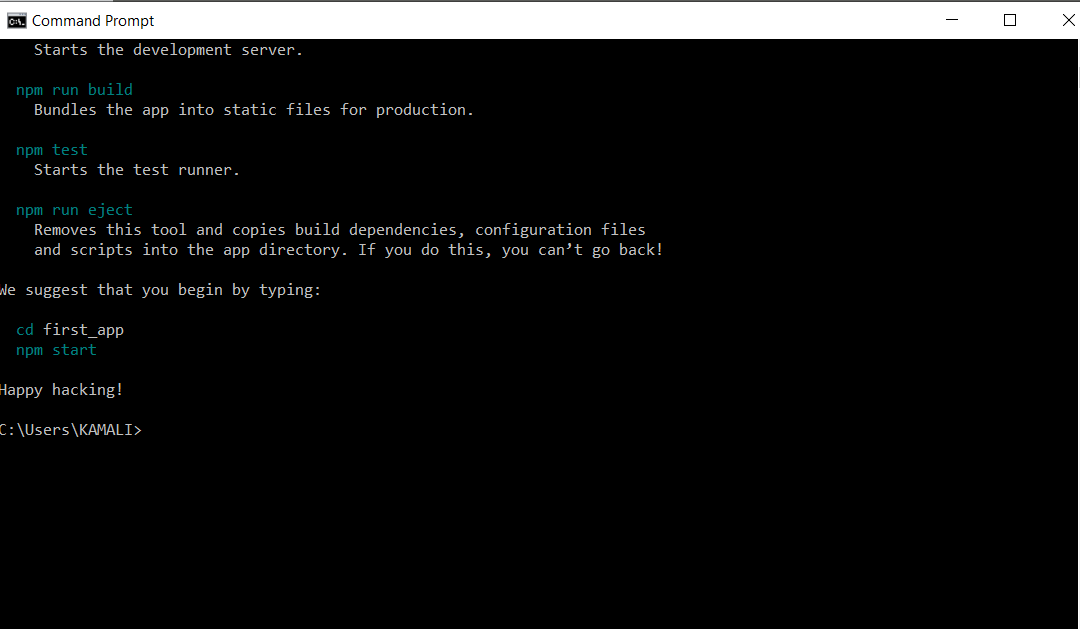 Command Prompt
Starts the development server.
npm run build
Bundles the app into static files for production.
npm test
Starts the test runner.
npm run eject
Removes this tool and copies build dependencies, configuration files
and scripts into the app directory. If you do this, you can’t go back!
We suggest that you begin by typing:
cd first_app
npm start
Happy hacking!
C:\Users\KAMALI>